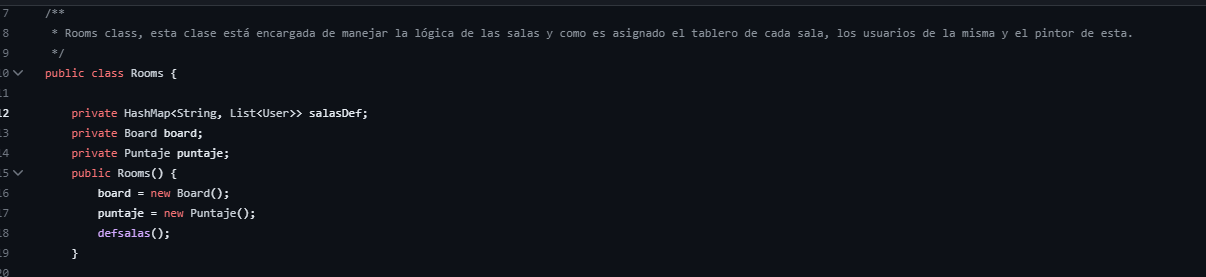 7 /**
8 * Rooms class, esta clase está encargada de manejar la lógica de las salas y como es asignado el tablero de cada sala, los usuarios de la misma y el pintor de esta.
9 */
10 public class Rooms {
11
12 private HashMap<String, List<User>> salasDef;
13 private Board board;
14 private Puntaje puntaje;
15 public Rooms() {
16 board = new Board();
17 puntaje = new Puntaje();
18 defsalas();
19 }
20